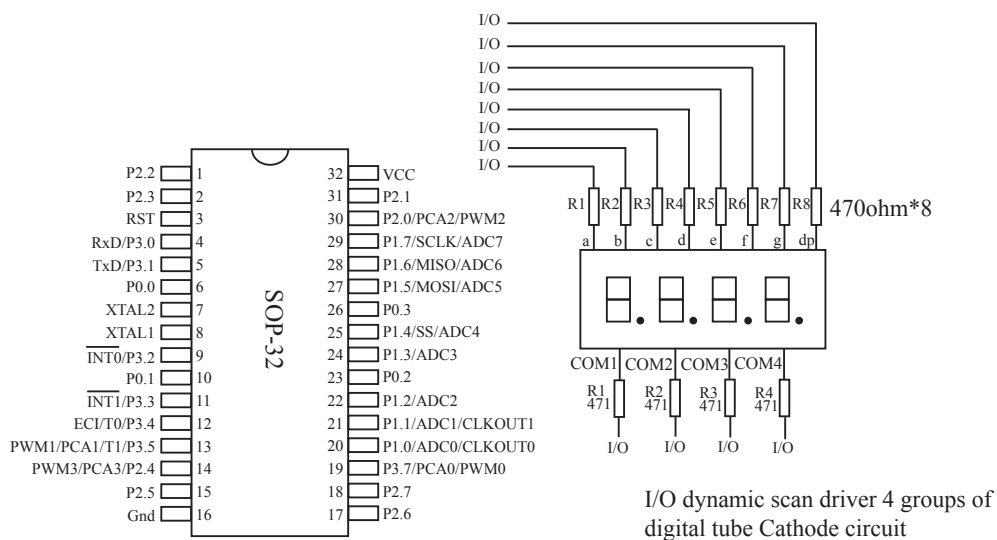 I/O
I/O
I/O
I/O
I/O
I/O
I/O
I/O
R1 R2 R3 R4 R5 R6 R7 R8 470ohm*8
a b c d e f g dp
COM1 COM2 COM3 COM4
R1 R2 R3 R4
471 471 471 471
I/O I/O I/O I/O
I/O dynamic scan driver 4 groups of
digital tube Cathode circuit
SOP-32
P2.2 1 32 VCC
P2.3 2 31 P2.1
RST 3 30 P2.0/PCA2/PWM2
RxD/P3.0 4 29 P1.7/SCLK/ADC7
TxD/P3.1 5 28 P1.6/MISO/ADC6
P0.0 6 27 P1.5/MOSI/ADC5
XTAL2 7 26 P0.3
XTAL1 8 25 P1.4/SS/ADC4
INT0/P3.2 9 24 P1.3/ADC3
P0.1 10 23 P0.2
INT1/P3.3 11 22 P1.2/ADC2
ECI/T0/P3.4 12 21 P1.1/ADC1/CLKOUT1
PWM1/PCA1/T1/P3.5 13 20 P1.0/ADC0/CLKOUT0
PWM3/PCA3/P2.4 14 19 P3.7/PCA0/PWM0
P2.5 15 18 P2.7
Gnd 16 17 P2.6